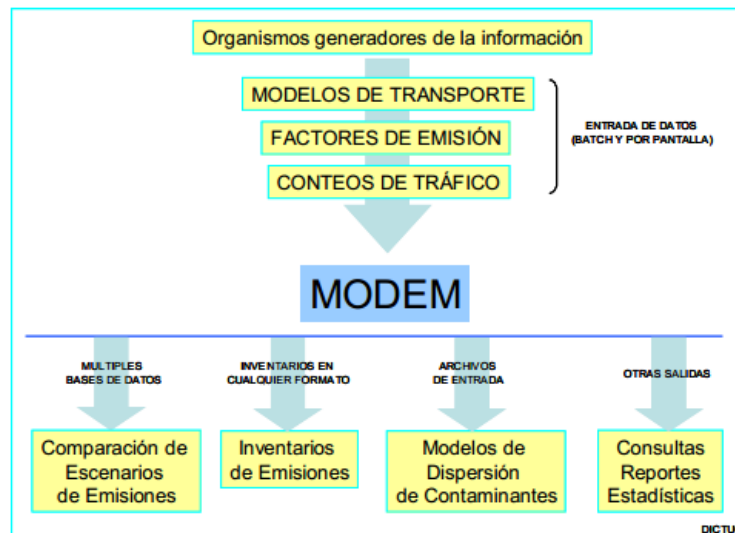 Organismos generadores de la información
MODELOS DE TRANSPORTE
FACTORES DE EMISIÓN
CONTEOS DE TRÁFICO
ENTRADA DE DATOS
(BATCH Y POR PANTALLA)
MODEM
MULTIPLES
BASES DE DATOS
INVENTARIOS EN
CUALQUIER FORMATO
ARCHIVOS
DE ENTRADA
OTRAS SALIDAS
Comparación de
Escenarios
de Emisiones
Inventarios
de Emisiones
Modelos de
Dispersión
de Contaminantes
Consultas
Reportes
Estadísticas
DICTU